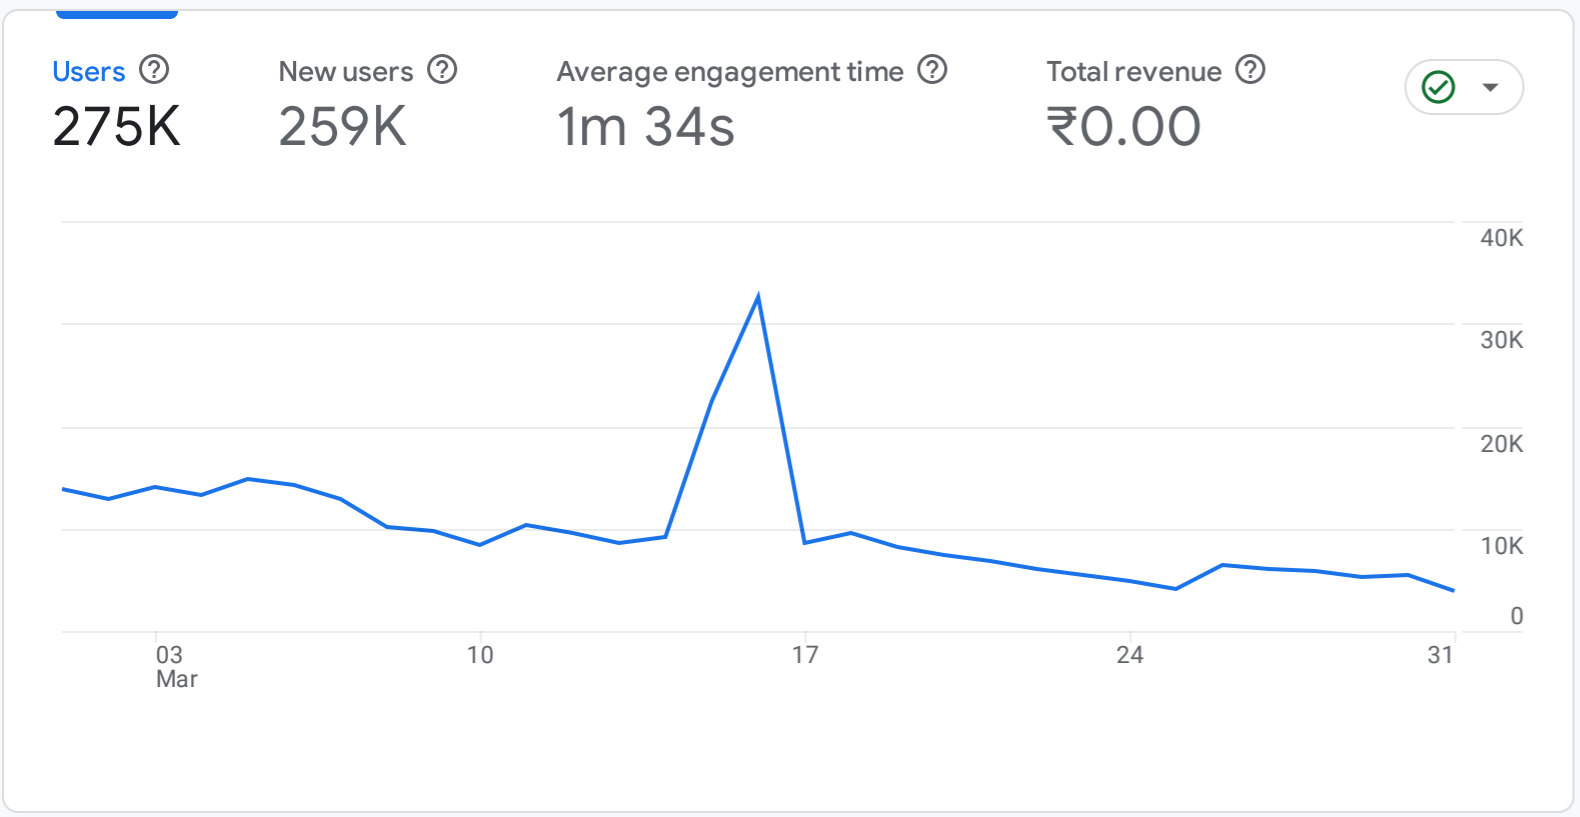 Users
275K
New users
259K
Average engagement time
1m 34s
Total revenue
₹0.00
40K
30K
20K
10K
0
03
Mar
10
17
24
31